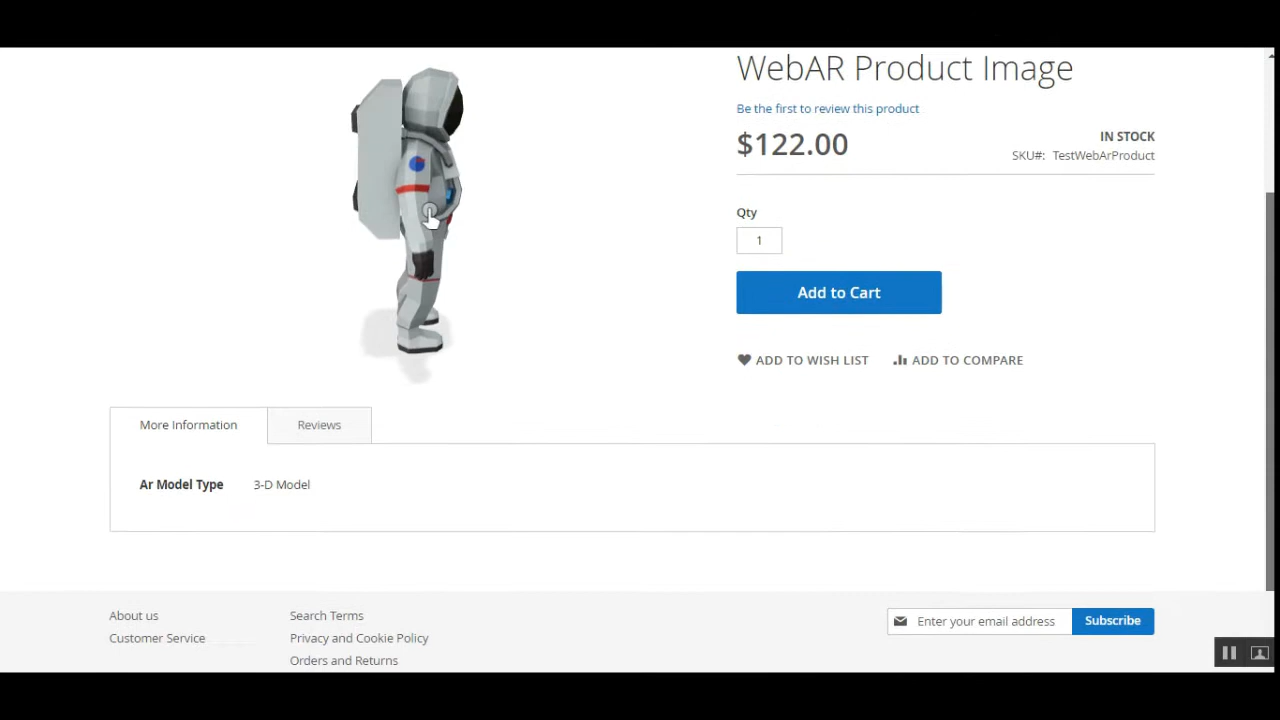 WebAR Product Image
Be the first to review this product
$122.00
IN STOCK
SKU#: TestWebArProduct
Qty
1
Add to Cart
ADD TO WISH LIST
ADD TO COMPARE
More Information
Reviews
Ar Model Type 3-D Model
About us
Customer Service
Search Terms
Privacy and Cookie Policy
Orders and Returns
Enter your email address
Subscribe